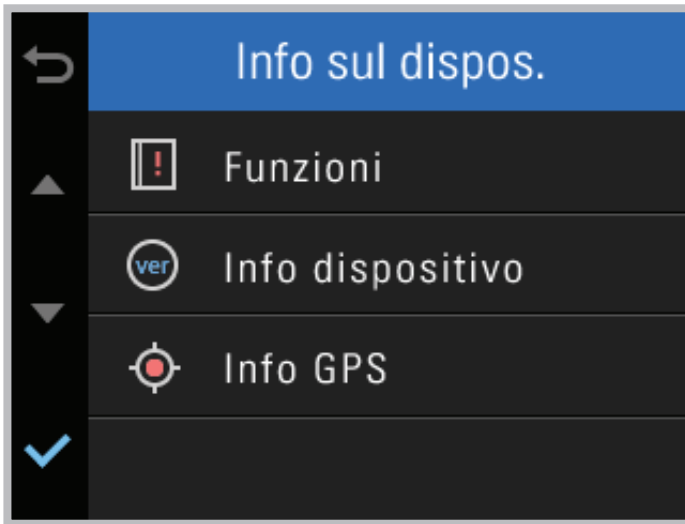 Info sul dispos.
! Funzioni
ver Info dispositivo
Info GPS